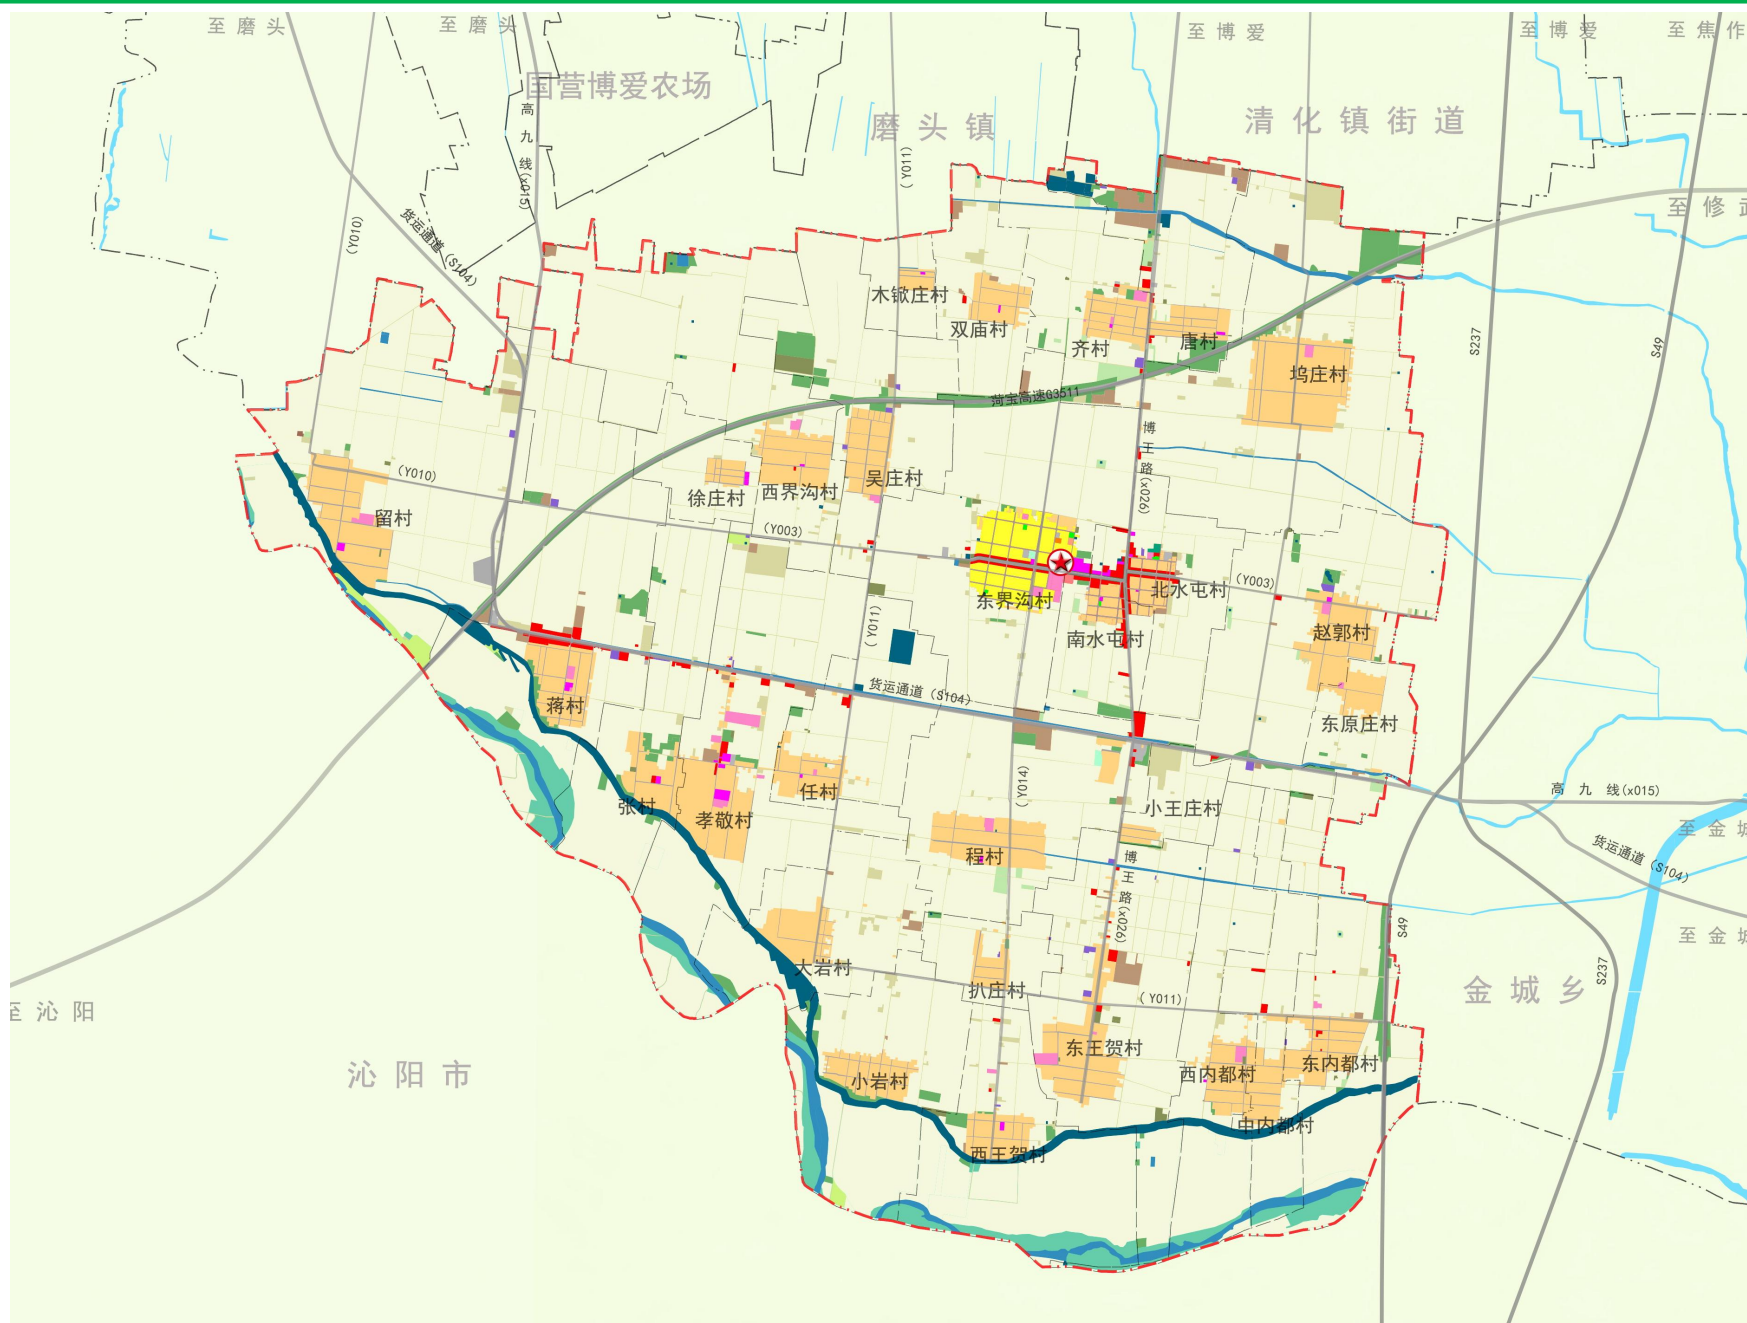 至磨头
至磨头
至博爱
至博爱
至焦作
国营博爱农场
高九线(x015)
磨头镇
清化镇街道
(Y011)
(Y010)
货运通道(S104)
至修武
木锨庄村
双庙村
齐村
唐村
坞庄村
S237
S49
菏宝高速G3511
博王路(x026)
(Y010)
留村
徐庄村
西界沟村
吴庄村
(Y003)
东界沟村
北水屯村
(Y003)
南水屯村
赵郭村
(Y011)
货运通道(S104)
蒋村
东原庄村
张村
孝敬村
任村
(Y014)
小王庄村
高九线(x015)
至金城
货运通道(S104)
程村
博王路(x026)
S49
至金城
大岩村
扒庄村
(Y011)
金城乡
S237
至沁阳
沁阳市
小岩村
东王贺村
西内都村
东内都村
中内都村
西王贺村